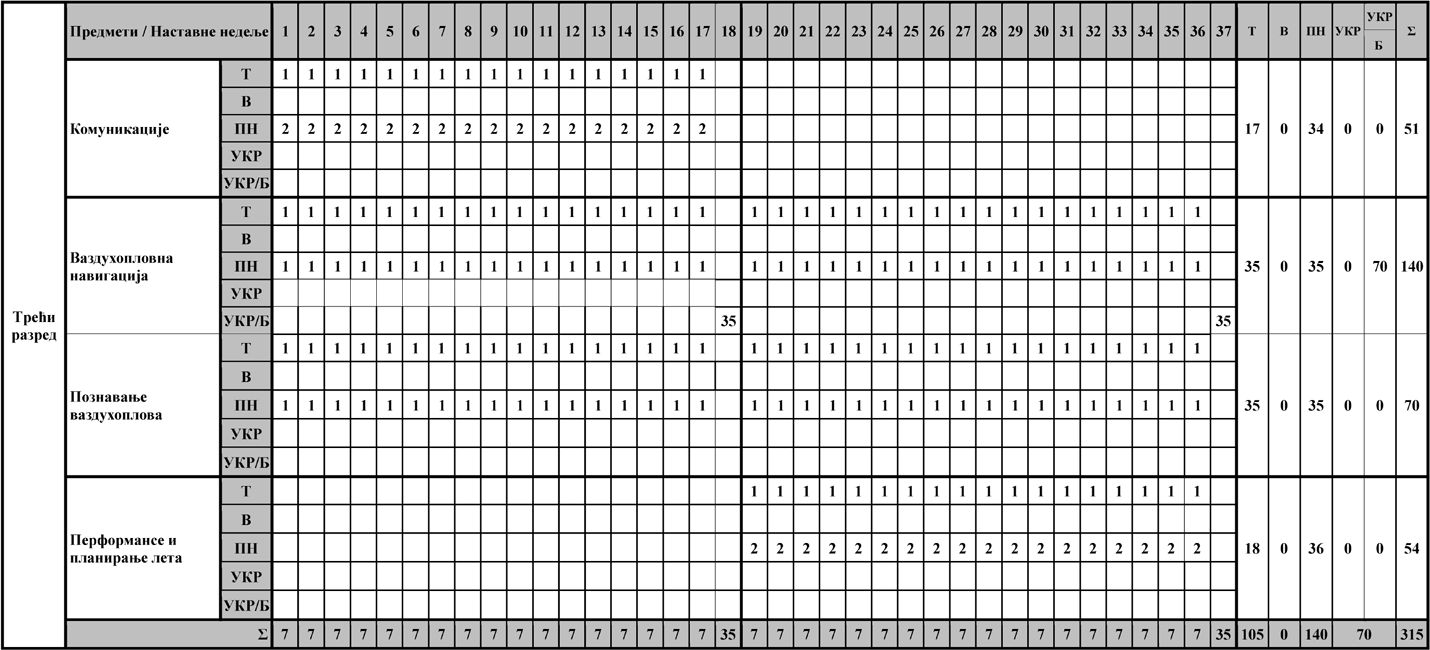 Предмети / Наставне недеље 1 2 3 4 5 6 7 8 9 10 11 12 13 14 15 16 17 18 19 20 21 22 23 24 25 26 27 28 29 30 31 32 33 34 35 36 37 Т В ПН УКР УКР Б Σ
Трећи разред
Комуникације
Т 1 1 1 1 1 1 1 1 1 1 1 1 1 1 1 1 1
В
ПН 2 2 2 2 2 2 2 2 2 2 2 2 2 2 2 2 2
УКР
УКР/Б
17 0 34 0 0 51
Ваздухопловна
навигација
Т 1 1 1 1 1 1 1 1 1 1 1 1 1 1 1 1 1 1 1 1 1 1 1 1 1 1 1 1 1 1 1 1 1 1 1
В
ПН 1 1 1 1 1 1 1 1 1 1 1 1 1 1 1 1 1 1 1 1 1 1 1 1 1 1 1 1 1 1 1 1 1 1 1
УКР
УКР/Б 35 35
35 0 35 0 70 140
Познавање
ваздухоплова
Т 1 1 1 1 1 1 1 1 1 1 1 1 1 1 1 1 1 1 1 1 1 1 1 1 1 1 1 1 1 1 1 1 1 1 1
В
ПН 1 1 1 1 1 1 1 1 1 1 1 1 1 1 1 1 1 1 1 1 1 1 1 1 1 1 1 1 1 1 1 1 1 1 1
УКР
УКР/Б
35 0 35 0 0 70
Перформансе и
планирање лета
Т 1 1 1 1 1 1 1 1 1 1 1 1 1 1 1 1 1 1
В
ПН 2 2 2 2 2 2 2 2 2 2 2 2 2 2 2 2 2 2
УКР
УКР/Б
18 0 36 0 0 54
Σ 7 7 7 7 7 7 7 7 7 7 7 7 7 7 7 7 7 35 7 7 7 7 7 7 7 7 7 7 7 7 7 7 7 7 7 7 35 105 0 140 70 315